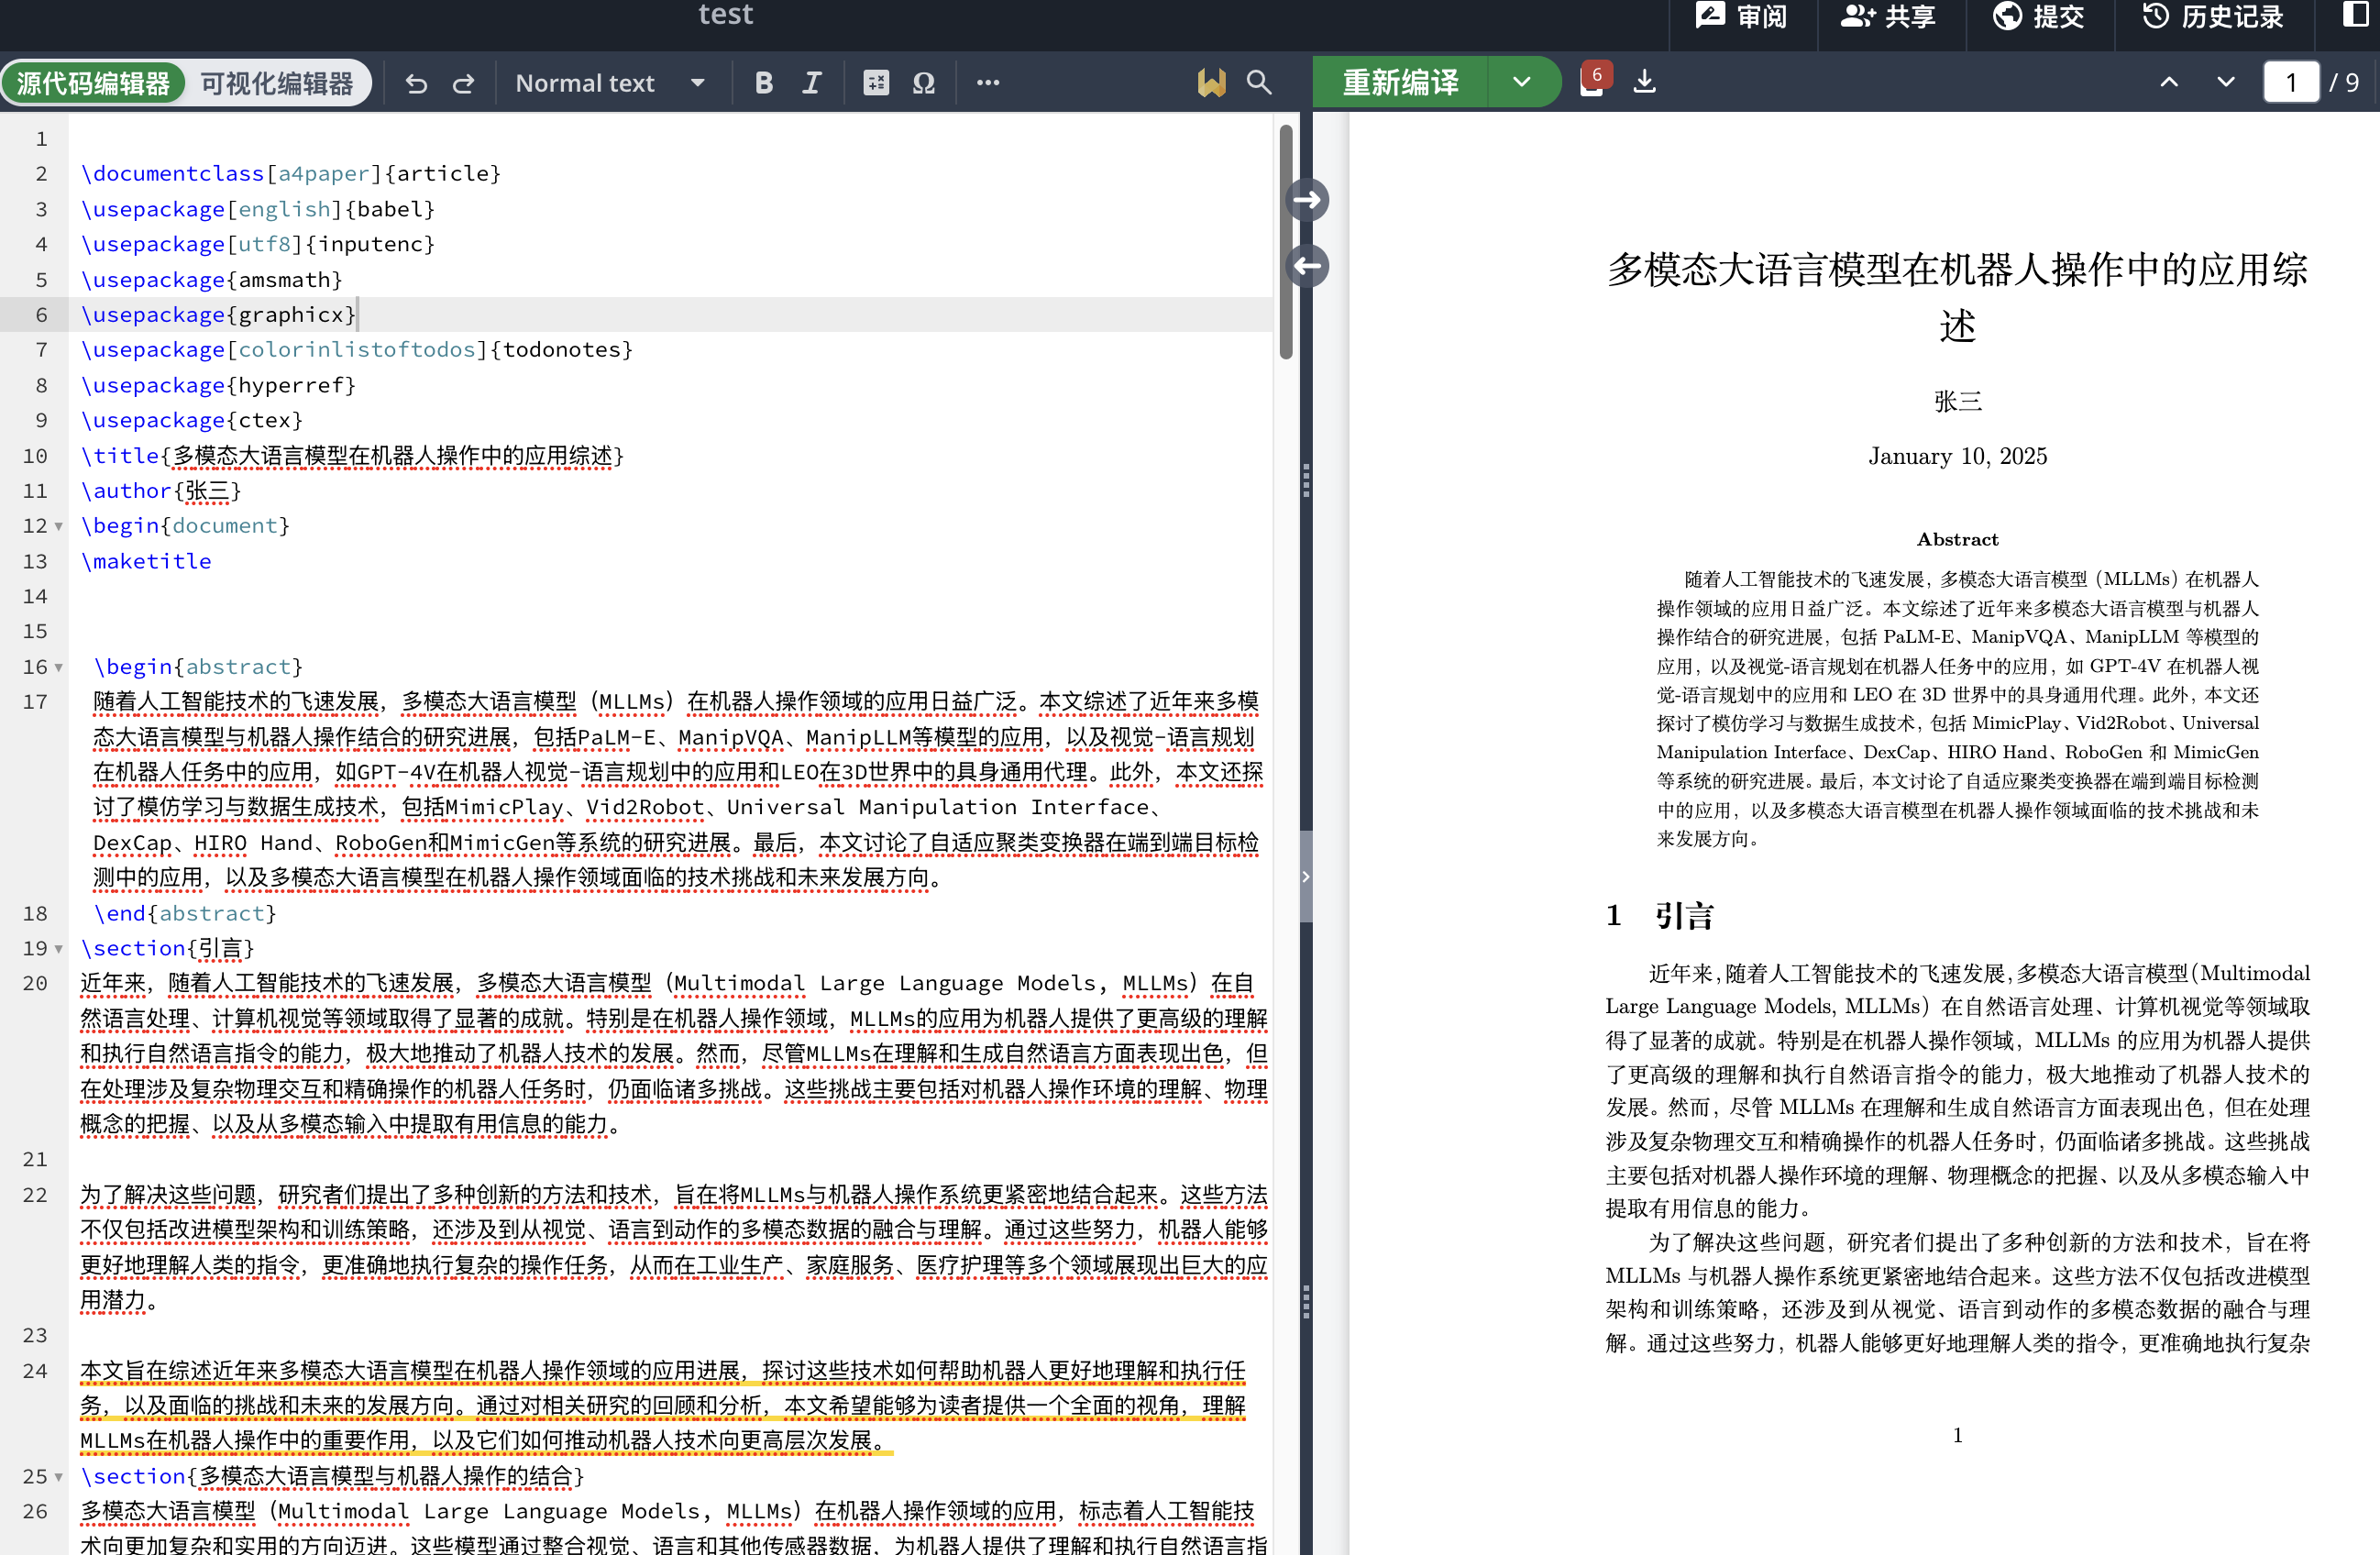 test
审阅
共享
提交
历史记录
源代码编辑器
可视化编辑器
Normal text
B
I
Ω
重新编译
6
1
/ 9
1
2 \documentclass[a4paper]{article}
3 \usepackage[english]{babel}
4 \usepackage[utf8]{inputenc}
5 \usepackage{amsmath}
6 \usepackage{graphicx}
7 \usepackage[colorinlistoftodos]{todonotes}
8 \usepackage{hyperref}
9 \usepackage{ctex}
10 \title{多模态大语言模型在机器人操作中的应用综述}
11 \author{张三}
12 \begin{document}
13 \maketitle
14
15
16 \begin{abstract}
17 随着人工智能技术的飞速发展，多模态大语言模型（MLLMs）在机器人操作领域的应用日益广泛。本文综述了近年来多模
态大语言模型与机器人操作结合的研究进展，包括PaLM-E、ManipVQA、ManipLLM等模型的应用，以及视觉-语言规划
在机器人任务中的应用，如GPT-4V在机器人视觉-语言规划中的应用和LEO在3D世界中的具身通用代理。此外，本文还探
讨了模仿学习与数据生成技术，包括MimicPlay、Vid2Robot、Universal Manipulation Interface、
DexCap、HIRO Hand、RoboGen和MimicGen等系统的研究进展。最后，本文讨论了自适应聚类变换器在端到端目标检
测中的应用，以及多模态大语言模型在机器人操作领域面临的技术挑战和未来发展方向。
18 \end{abstract}
19 \section{引言}
20 近年来，随着人工智能技术的飞速发展，多模态大语言模型（Multimodal Large Language Models, MLLMs）在自
然语言处理、计算机视觉等领域取得了显著的成就。特别是在机器人操作领域，MLLMs的应用为机器人提供了更高级的理解
和执行自然语言指令的能力，极大地推动了机器人技术的发展。然而，尽管MLLMs在理解和生成自然语言方面表现出色，但
在处理涉及复杂物理交互和精确操作的机器人任务时，仍面临诸多挑战。这些挑战主要包括对机器人操作环境的理解、物理
概念的把握、以及从多模态输入中提取有用信息的能力。
21
22 为了解决这些问题，研究者们提出了多种创新的方法和技术，旨在将MLLMs与机器人操作系统更紧密地结合起来。这些方法
不仅包括改进模型架构和训练策略，还涉及到从视觉、语言到动作的多模态数据的融合与理解。通过这些努力，机器人能够
更好地理解人类的指令，更准确地执行复杂的操作任务，从而在工业生产、家庭服务、医疗护理等多个领域展现出巨大的应
用潜力。
23
24 本文旨在综述近年来多模态大语言模型在机器人操作领域的应用进展，探讨这些技术如何帮助机器人更好地理解和执行任
务，以及面临的挑战和未来的发展方向。通过对相关研究的回顾和分析，本文希望能够为读者提供一个全面的视角，理解
MLLMs在机器人操作中的重要作用，以及它们如何推动机器人技术向更高层次发展。
25 \section{多模态大语言模型与机器人操作的结合}
26 多模态大语言模型（Multimodal Large Language Models, MLLMs）在机器人操作领域的应用，标志着人工智能技
术向更加复杂和实用的方向迈进。这些模型通过整合视觉、语言和其他传感器数据，为机器人提供了理解和执行自然语言指
多模态大语言模型在机器人操作中的应用综
述
张三
January 10, 2025
Abstract
随着人工智能技术的飞速发展，多模态大语言模型（MLLMs）在机器人
操作领域的应用日益广泛。本文综述了近年来多模态大语言模型与机器人
操作结合的研究进展，包括 PaLM-E、ManipVQA、ManipLLM 等模型的
应用，以及视觉-语言规划在机器人任务中的应用，如 GPT-4V 在机器人视
觉-语言规划中的应用和 LEO 在 3D 世界中的具身通用代理。此外，本文还
探讨了模仿学习与数据生成技术，包括 MimicPlay、Vid2Robot、Universal
Manipulation Interface、DexCap、HIRO Hand、RoboGen 和 MimicGen
等系统的研究进展。最后，本文讨论了自适应聚类变换器在端到端目标检测
中的应用，以及多模态大语言模型在机器人操作领域面临的技术挑战和未
来发展方向。
1 引言
近年来，随着人工智能技术的飞速发展，多模态大语言模型（Multimodal
Large Language Models, MLLMs）在自然语言处理、计算机视觉等领域取
得了显著的成就。特别是在机器人操作领域，MLLMs 的应用为机器人提供
了更高级的理解和执行自然语言指令的能力，极大地推动了机器人技术的
发展。然而，尽管 MLLMs 在理解和生成自然语言方面表现出色，但在处理
涉及复杂物理交互和精确操作的机器人任务时，仍面临诸多挑战。这些挑战
主要包括对机器人操作环境的理解、物理概念的把握、以及从多模态输入中
提取有用信息的能力。
为了解决这些问题，研究者们提出了多种创新的方法和技术，旨在将
MLLMs 与机器人操作系统更紧密地结合起来。这些方法不仅包括改进模型
架构和训练策略，还涉及到从视觉、语言到动作的多模态数据的融合与理
解。通过这些努力，机器人能够更好地理解人类的指令，更准确地执行复杂
1